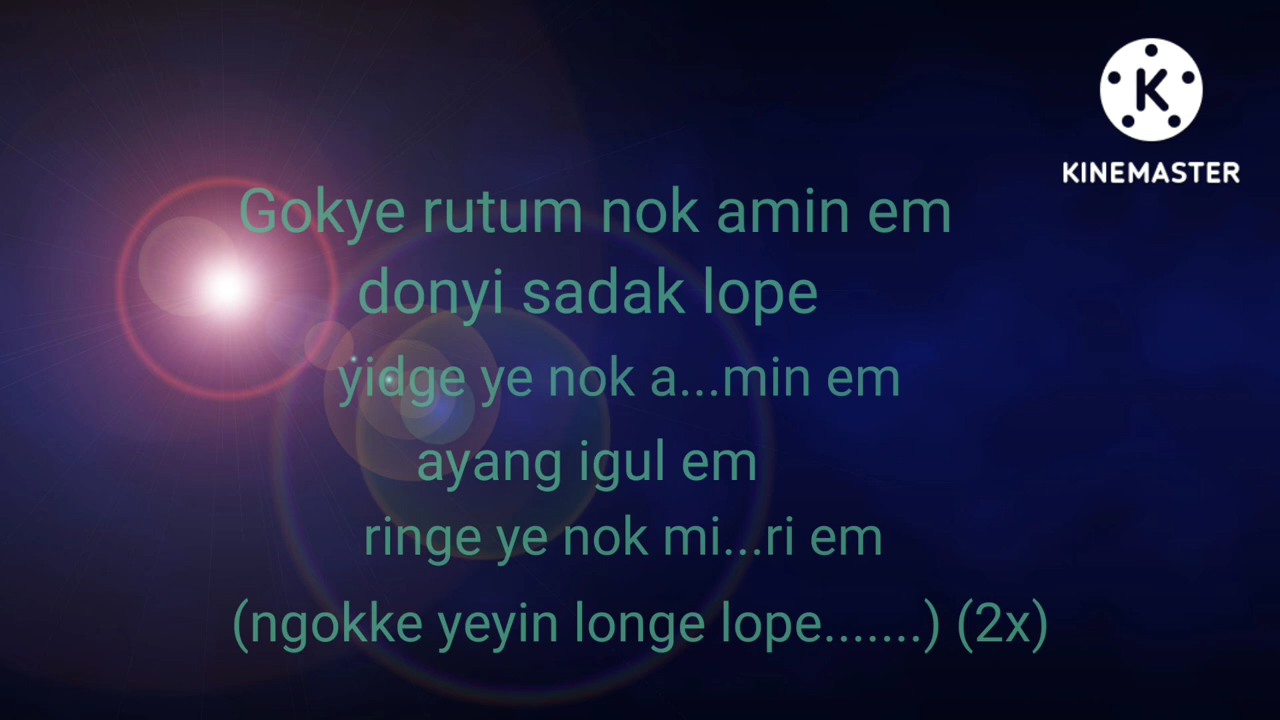 KINEMASTER
Gokye rutum nok amin em
donyi sadak lope
yidge ye nok a...min em
ayang igul em
ringe ye nok mi...ri em
(ngokke yeyin longe lope.......) (2x)